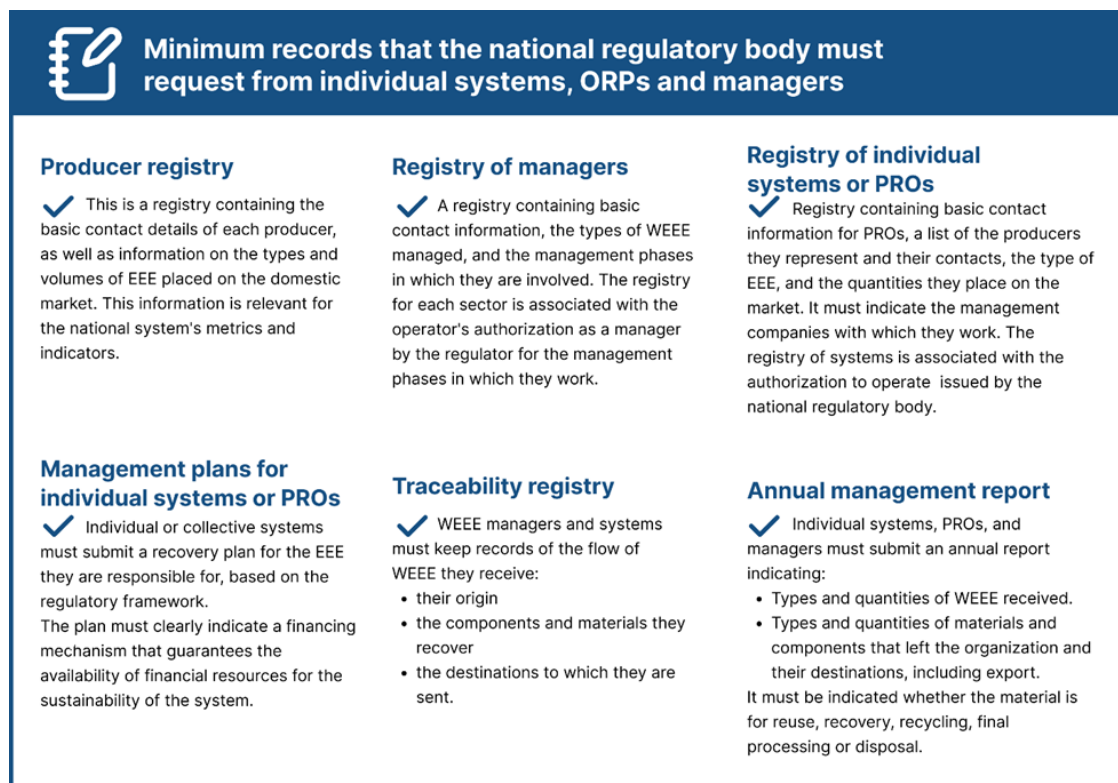 Minimum records that the national regulatory body must
request from individual systems, ORPs and managers
Producer registry
This is a registry containing the
basic contact details of each producer,
as well as information on the types and
volumes of EEE placed on the domestic
market. This information is relevant for
the national system's metrics and
indicators.
Registry of managers
A registry containing basic
contact information, the types of WEEE
managed, and the management phases
in which they are involved. The registry
for each sector is associated with the
operator's authorization as a manager
by the regulator for the management
phases in which they work.
Registry of individual
systems or PROs
Registry containing basic contact
information for PROs, a list of the producers
they represent and their contacts, the type of
EEE, and the quantities they place on the
market. It must indicate the management
companies with which they work. The
registry of systems is associated with the
authorization to operate issued by the
national regulatory body.
Management plans for
individual systems or PROs
Individual or collective systems
must submit a recovery plan for the EEE
they are responsible for, based on the
regulatory framework.
The plan must clearly indicate a financing
mechanism that guarantees the
availability of financial resources for the
sustainability of the system.
Traceability registry
WEEE managers and systems
must keep records of the flow of
WEEE they receive:
• their origin
• the components and materials they
recover
• the destinations to which they are
sent.
Annual management report
Individual systems, PROs, and
managers must submit an annual report
indicating:
• Types and quantities of WEEE received.
• Types and quantities of materials and
components that left the organization and
their destinations, including export.
It must be indicated whether the material is
for reuse, recovery, recycling, final
processing or disposal.